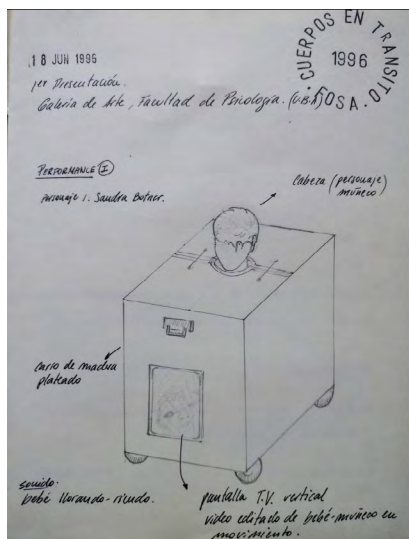 18 JUN 1996
CUERPOS EN TRANSITO
1996
FOSA.
1er Presentación.
Galería de Arte, Facultad de Psicología. (U.B.A)
PERFORMANCE I
Personaje 1. Sandra Botner.
Cabeza (personaje)
muñeco
carro de madera
plateado
sonido:
bebé llorando-riendo.
pantalla T.V. vertical
video editado de bebé-muñeco en
movimiento.